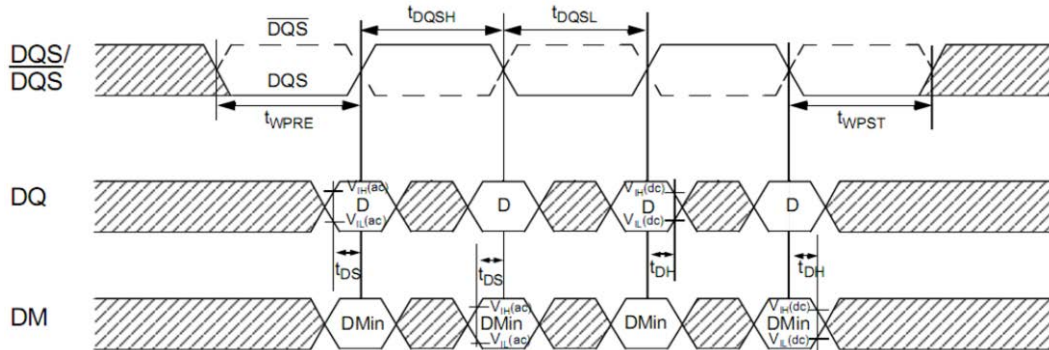 tDQSH tDQSL
DQS
DQS/
DQS
DQS
tWPRE tWPST
DQ
VIH(ac) VIH(dc)
D D D D
VIL(ac) VIL(dc)
tDS tDS tDH tDH
DM
VIH(ac) VIH(dc)
DMin DMin DMin DMin
VIL(ac) VIL(dc)